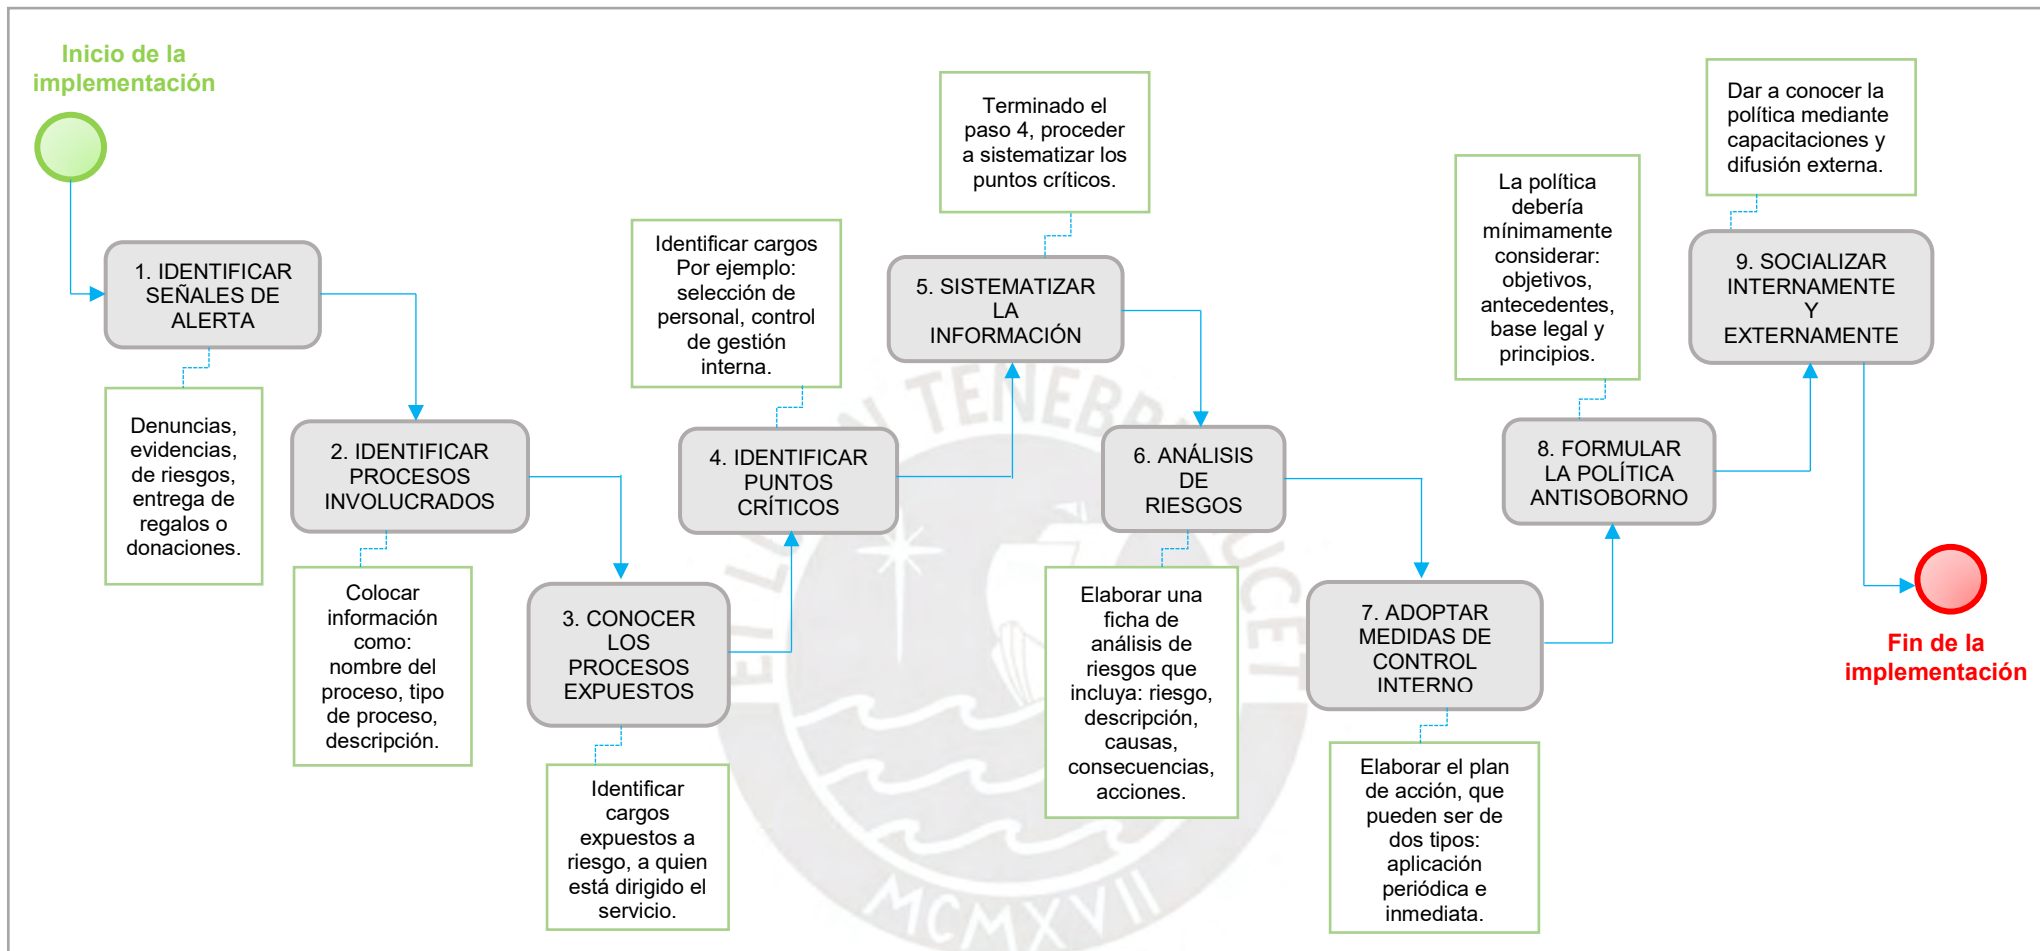 Inicio de la
implementación
1. IDENTIFICAR
SEÑALES DE
ALERTA
Denuncias,
evidencias,
de riesgos,
entrega de
regalos o
donaciones.
2. IDENTIFICAR
PROCESOS
INVOLUCRADOS
Colocar
información
como:
nombre del
proceso, tipo
de proceso,
descripción.
3. CONOCER
LOS
PROCESOS
EXPUESTOS
Identificar
cargos
expuestos a
riesgo, a quien
está dirigido el
servicio.
Identificar cargos
Por ejemplo:
selección de
personal, control
de gestión
interna.
4. IDENTIFICAR
PUNTOS
CRÍTICOS
Terminado el
paso 4, proceder
a sistematizar los
puntos críticos.
5. SISTEMATIZAR
LA
INFORMACIÓN
6. ANÁLISIS
DE
RIESGOS
Elaborar una
ficha de
análisis de
riesgos que
incluya: riesgo,
descripción,
causas,
consecuencias,
acciones.
7. ADOPTAR
MEDIDAS DE
CONTROL
INTERNO
Elaborar el plan
de acción, que
pueden ser de
dos tipos:
aplicación
periódica e
inmediata.
La política
debería
mínimamente
considerar:
objetivos,
antecedentes,
base legal y
principios.
8. FORMULAR
LA POLÍTICA
ANTISOBORNO
Dar a conocer la
política mediante
capacitaciones y
difusión externa.
9. SOCIALIZAR
INTERNAMENTE
Y
EXTERNAMENTE
Fin de la
implementación
MCMXVII